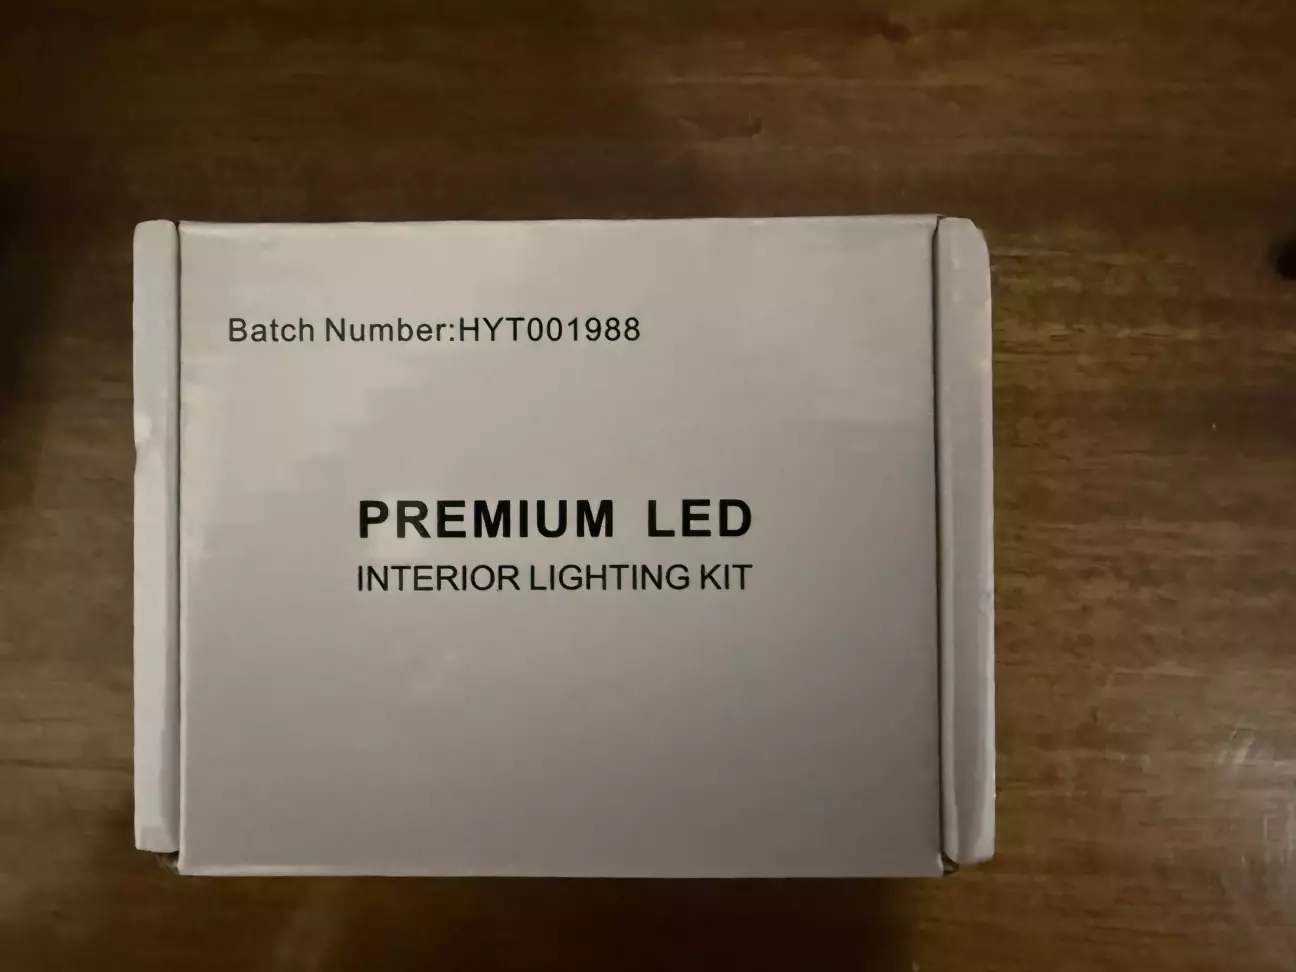 Batch Number:HYT001988
PREMIUM LED
INTERIOR LIGHTING KIT